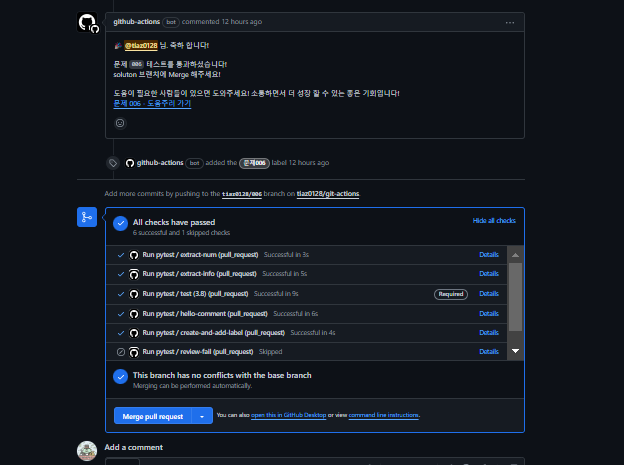 github-actions bot commented 12 hours ago
🎉 @tiaz0128 님. 축하 합니다!
문제 006 테스트를 통과하셨습니다!
soluton 브랜치에 Merge 해주세요!
도움이 필요한 사람들이 있으면 도와주세요! 소통하면서 더 성장 할 수 있는 좋은 기회입니다!
문제 006 - 도움주러 가기
github-actions bot added the 문제006 label 12 hours ago
Add more commits by pushing to the tiaz0128/006 branch on tiaz0128/git-actions.
All checks have passed
Hide all checks
6 successful and 1 skipped checks
Run pytest / extract-num (pull_request) Successful in 3s Details
Run pytest / extract-info (pull_request) Successful in 5s Details
Run pytest / test (3.8) (pull_request) Successful in 9s Required Details
Run pytest / hello-comment (pull_request) Successful in 6s Details
Run pytest / create-and-add-label (pull_request) Successful in 4s Details
Run pytest / review-fail (pull_request) Skipped Details
This branch has no conflicts with the base branch
Merging can be performed automatically.
Merge pull request You can also open this in GitHub Desktop or view command line instructions.
Add a comment